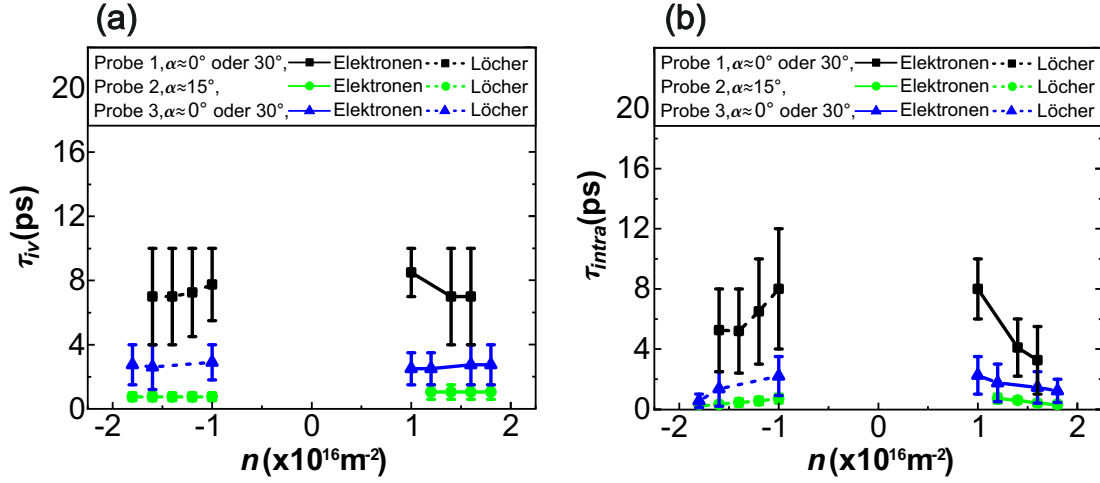 (a)
Probe 1,α≈0° oder 30°, Elektronen Löcher
Probe 2,α≈15°, Elektronen Löcher
Probe 3,α≈0° oder 30°, Elektronen Löcher
20
16
12
8
4
0
τiv(ps)
-2 -1 0 1 2
n (x10¹⁶m⁻²)
(b)
Probe 1,α≈0° oder 30°, Elektronen Löcher
Probe 2,α≈15°, Elektronen Löcher
Probe 3,α≈0° oder 30°, Elektronen Löcher
20
16
12
8
4
0
τintra(ps)
-2 -1 0 1 2
n (x10¹⁶m⁻²)